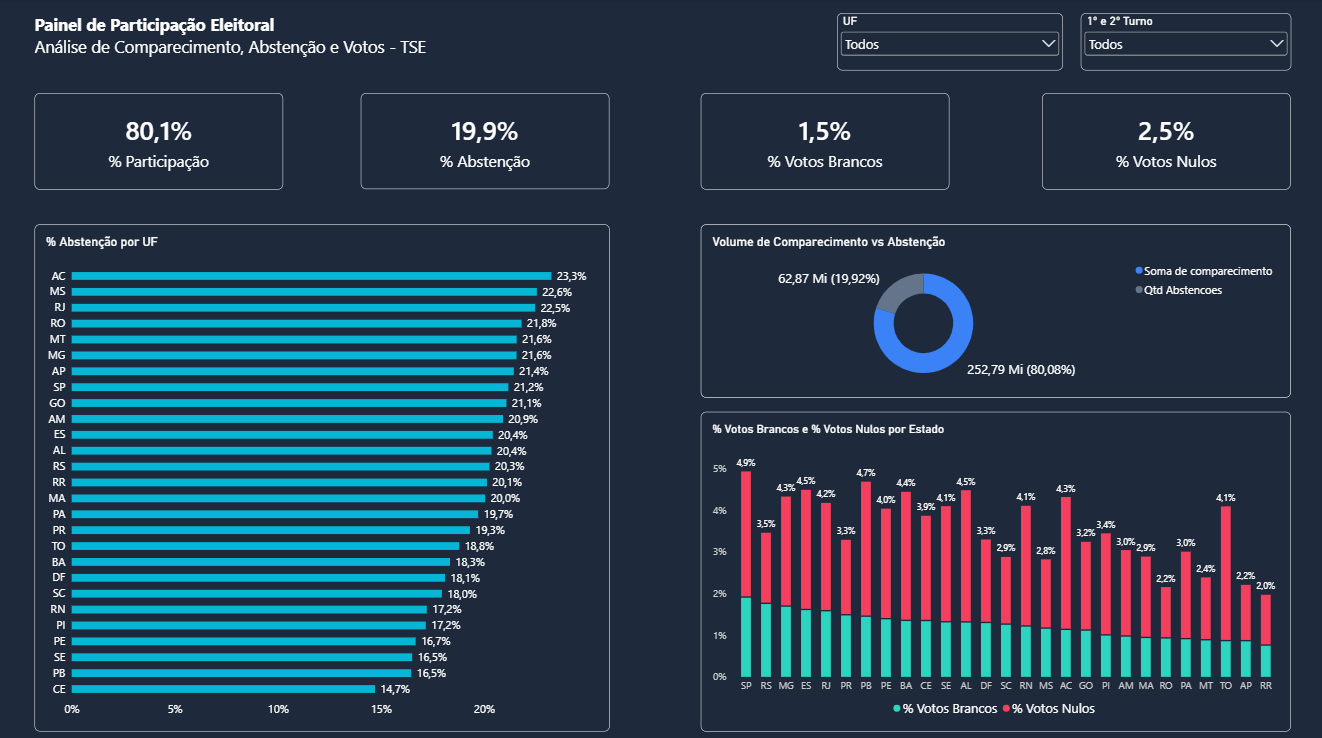 Painel de Participação Eleitoral
Análise de Comparecimento, Abstenção e Votos - TSE
UF
Todos
1º e 2º Turno
Todos
80,1%
% Participação
19,9%
% Abstenção
1,5%
% Votos Brancos
2,5%
% Votos Nulos
% Abstenção por UF
AC 23,3%
MS 22,6%
RJ 22,5%
RO 21,8%
MT 21,6%
MG 21,6%
AP 21,4%
SP 21,2%
GO 21,1%
AM 20,9%
ES 20,4%
AL 20,4%
RS 20,3%
RR 20,1%
MA 20,0%
PA 19,7%
PR 19,3%
TO 18,8%
BA 18,3%
DF 18,1%
SC 18,0%
RN 17,2%
PI 17,2%
PE 16,7%
SE 16,5%
PB 16,5%
CE 14,7%
0% 5% 10% 15% 20%
Volume de Comparecimento vs Abstenção
62,87 Mi (19,92%)
252,79 Mi (80,08%)
Soma de comparecimento
Qtd Abstencoes
% Votos Brancos e % Votos Nulos por Estado
5%
4%
3%
2%
1%
0%
4,9% 3,5% 4,3% 4,5% 4,2% 3,3% 4,7% 4,0% 4,4% 3,9% 4,1% 4,5% 3,3% 2,9% 4,1% 2,8% 4,3% 3,2% 3,4% 3,0% 2,9% 2,2% 3,0% 2,4% 4,1% 2,2% 2,0%
SP RS MG ES RJ PR PB PE BA CE SE AL DF SC RN MS AC GO PI AM MA RO PA MT TO AP RR
% Votos Brancos % Votos Nulos